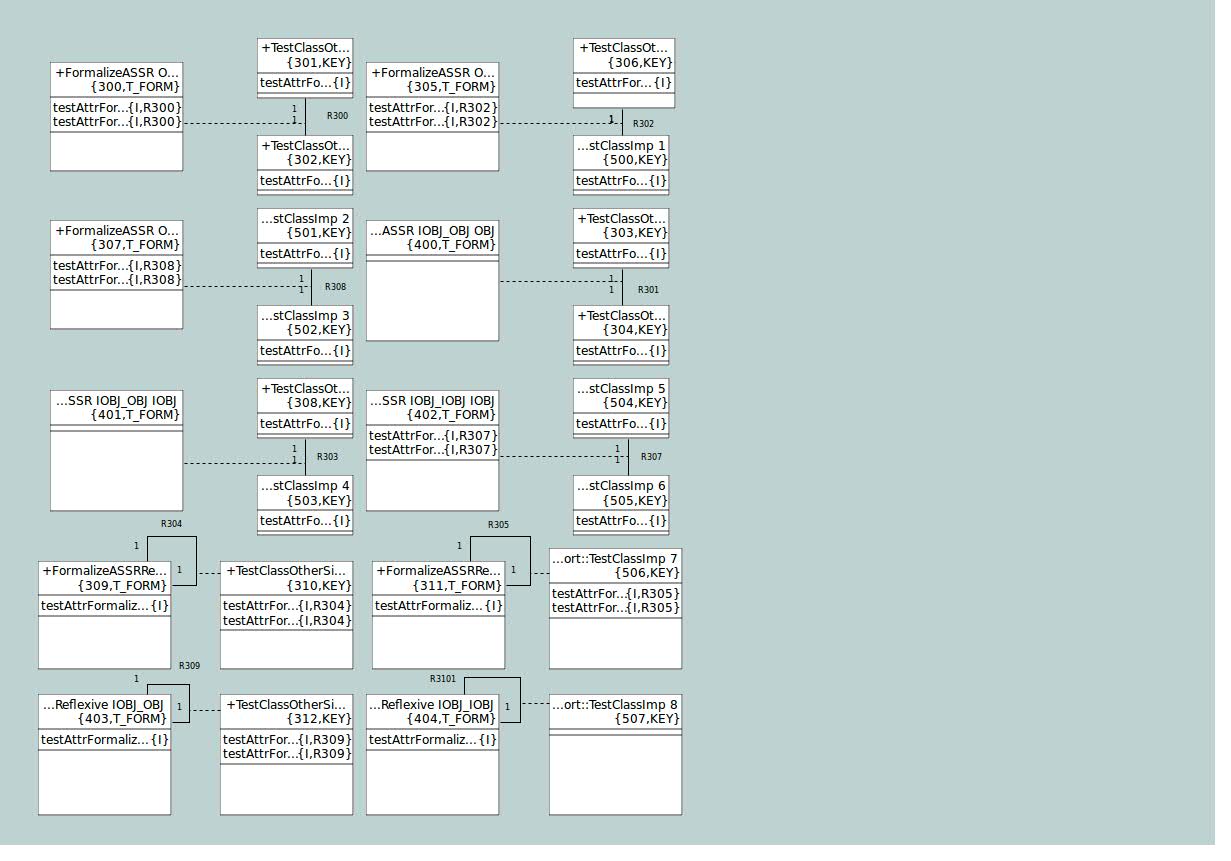 +FormalizeASSR O...
{300,T_FORM}
testAttrFor...{I,R300}
testAttrFor...{I,R300}
+TestClassOt...
{301,KEY}
testAttrFo...{I}
1
1
R300
+TestClassOt...
{302,KEY}
testAttrFo...{I}
+FormalizeASSR O...
{305,T_FORM}
testAttrFor...{I,R302}
testAttrFor...{I,R302}
+TestClassOt...
{306,KEY}
testAttrFor... {I}
1
R302
...stClassImp 1
{500,KEY}
testAttrFo...{I}
+FormalizeASSR O...
{307,T_FORM}
testAttrFor...{I,R308}
testAttrFor...{I,R308}
...stClassImp 2
{501,KEY}
testAttrFo...{I}
1
1
R308
...stClassImp 3
{502,KEY}
testAttrFo...{I}
...ASSR IOBJ_OBJ OBJ
{400,T_FORM}
+TestClassOt...
{303,KEY}
testAttrFo...{I}
1
1
R301
+TestClassOt...
{304,KEY}
testAttrFo...{I}
...SSR IOBJ_OBJ IOBJ
{401,T_FORM}
+TestClassOt...
{308,KEY}
testAttrFo...{I}
1
1
R303
...stClassImp 4
{503,KEY}
testAttrFo...{I}
...SSR IOBJ_IOBJ IOBJ
{402,T_FORM}
testAttrFor...{I,R307}
testAttrFor...{I,R307}
...stClassImp 5
{504,KEY}
testAttrFo...{I}
1
1
R307
...stClassImp 6
{505,KEY}
testAttrFo...{I}
R304
1
1
+FormalizeASSRRe...
{309,T_FORM}
testAttrFormaliz... {I}
+TestClassOtherSi...
{310,KEY}
testAttrFor...{I,R304}
testAttrFor...{I,R304}
R305
1
1
+FormalizeASSRRe...
{311,T_FORM}
testAttrFormaliz... {I}
...ort::TestClassImp 7
{506,KEY}
testAttrFor...{I,R305}
testAttrFor...{I,R305}
R309
1
1
...Reflexive IOBJ_OBJ
{403,T_FORM}
testAttrFormaliz... {I}
+TestClassOtherSi...
{312,KEY}
testAttrFor...{I,R309}
testAttrFor...{I,R309}
R3101
1
...Reflexive IOBJ_IOBJ
{404,T_FORM}
testAttrFormaliz... {I}
...ort::TestClassImp 8
{507,KEY}